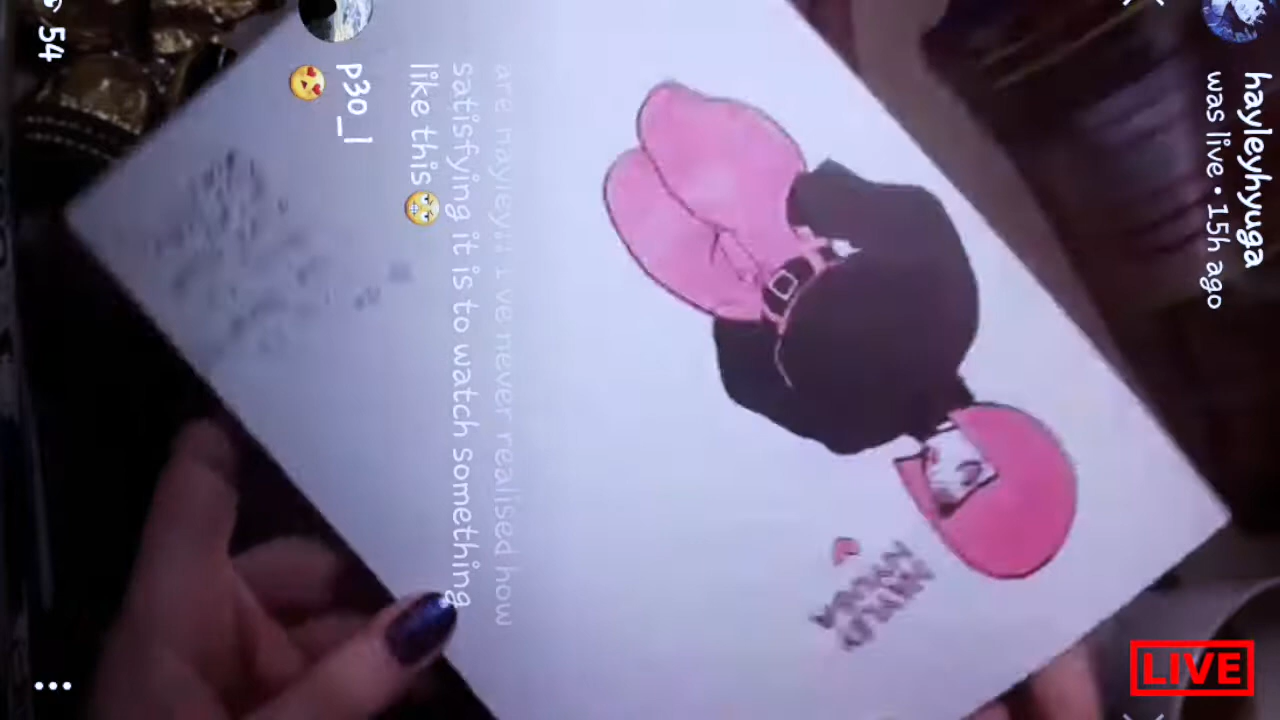 hayleyhyuga
was live • 15h ago
are hayley!! i've never realised how
satisfying it is to watch something
like this😬
p3o_l
😍
54
LIVE